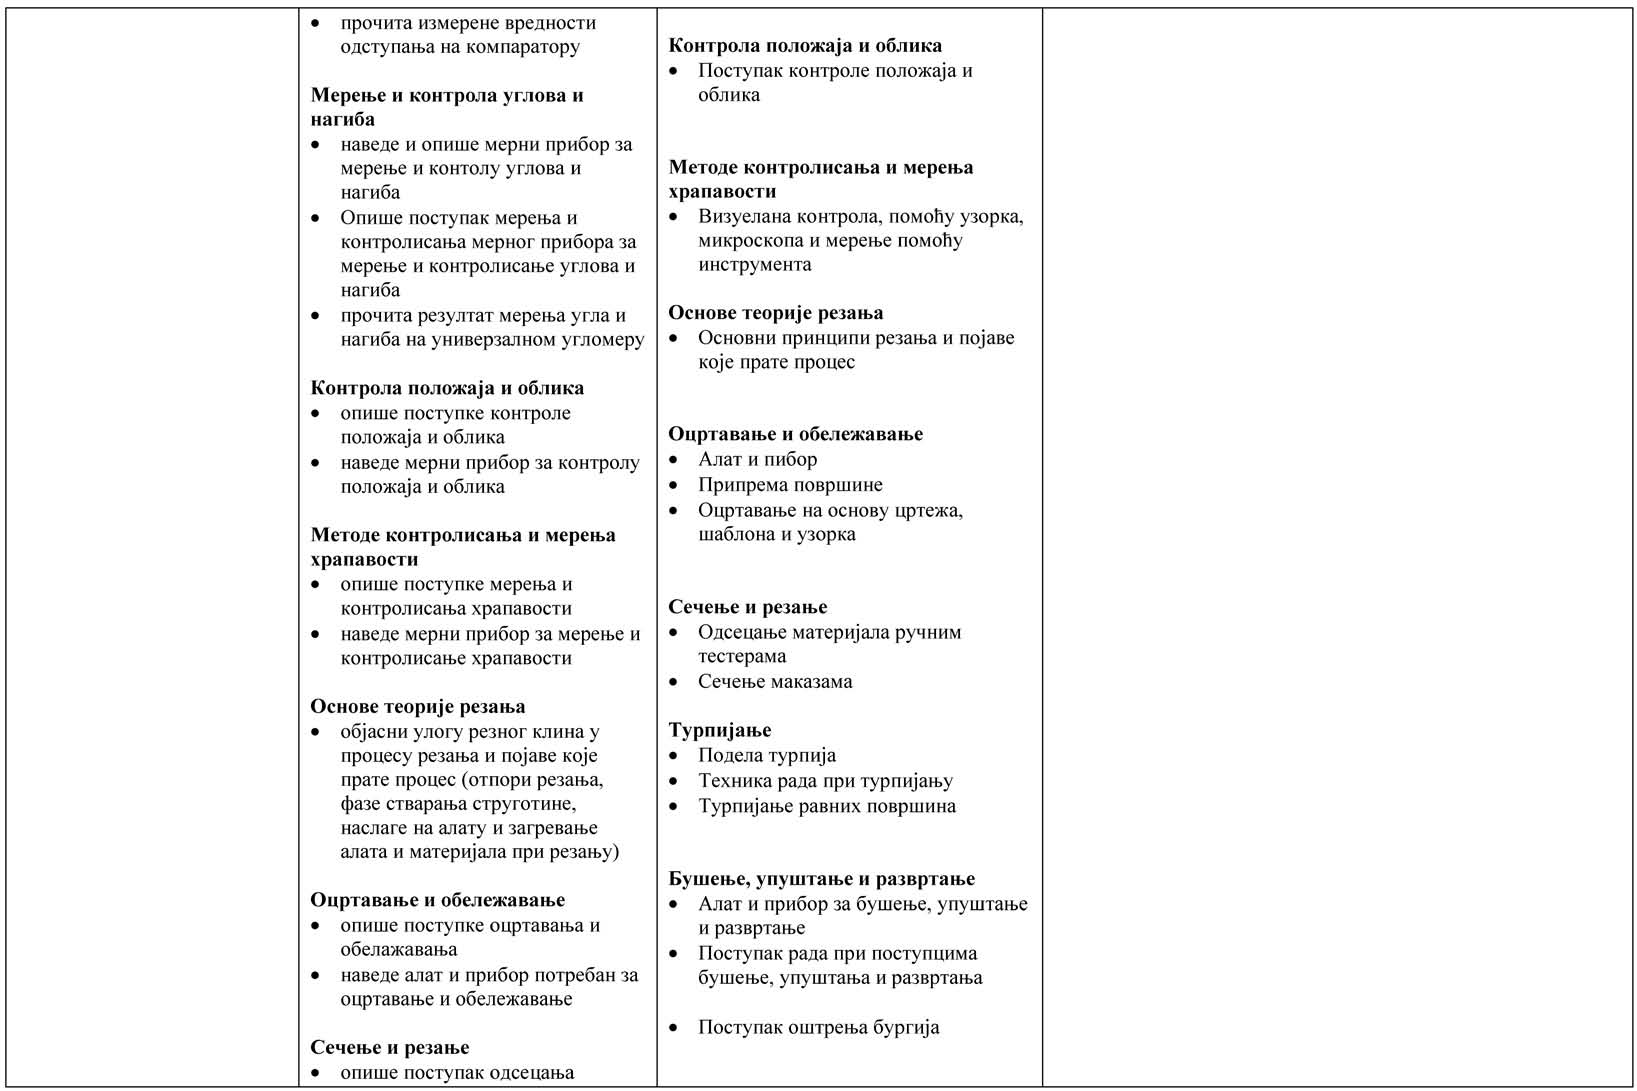 • прочита измерене вредности
одступања на компаратору
Мерење и контрола углова и
нагиба
• наведе и опише мерни прибор за
мерење и контолу углова и
нагиба
• Опише поступак мерења и
контролисања мерног прибора за
мерење и контролисање углова и
нагиба
• прочита резултат мерења угла и
нагиба на универзалном угломеру
Контрола положаја и облика
• опише поступке контроле
положаја и облика
• наведе мерни прибор за контролу
положаја и облика
Методе контролисања и мерења
храпавости
• опише поступке мерења и
контролисања храпавости
• наведе мерни прибор за мерење и
контролисање храпавости
Основе теорије резања
• објасни улогу резног клина у
процесу резања и појаве које
прате процес (отпори резања,
фазе стварања струготине,
наслаге на алату и загревање
алата и материјала при резању)
Оцртавање и обележавање
• опише поступке оцртавања и
обелажавања
• наведе алат и прибор потребан за
оцртавање и обележавање
Сечење и резање
• опише поступак одсецања
Контрола положаја и облика
• Поступак контроле положаја и
облика
Методе контролисања и мерења
храпавости
• Визуелана контрола, помоћу узорка,
микроскопа и мерење помоћу
инструмента
Основе теорије резања
• Основни принципи резања и појаве
које прате процес
Оцртавање и обележавање
• Алат и пибор
• Припрема површине
• Оцртавање на основу цртежа,
шаблона и узорка
Сечење и резање
• Одсецање материјала ручним
тестерама
• Сечење маказама
Турпијање
• Подела турпија
• Техника рада при турпијању
• Турпијање равних површина
Бушење, упуштање и развртање
• Алат и прибор за бушење, упуштање
и развртање
• Поступак рада при поступцима
бушење, упуштања и развртања
• Поступак оштрења бургија